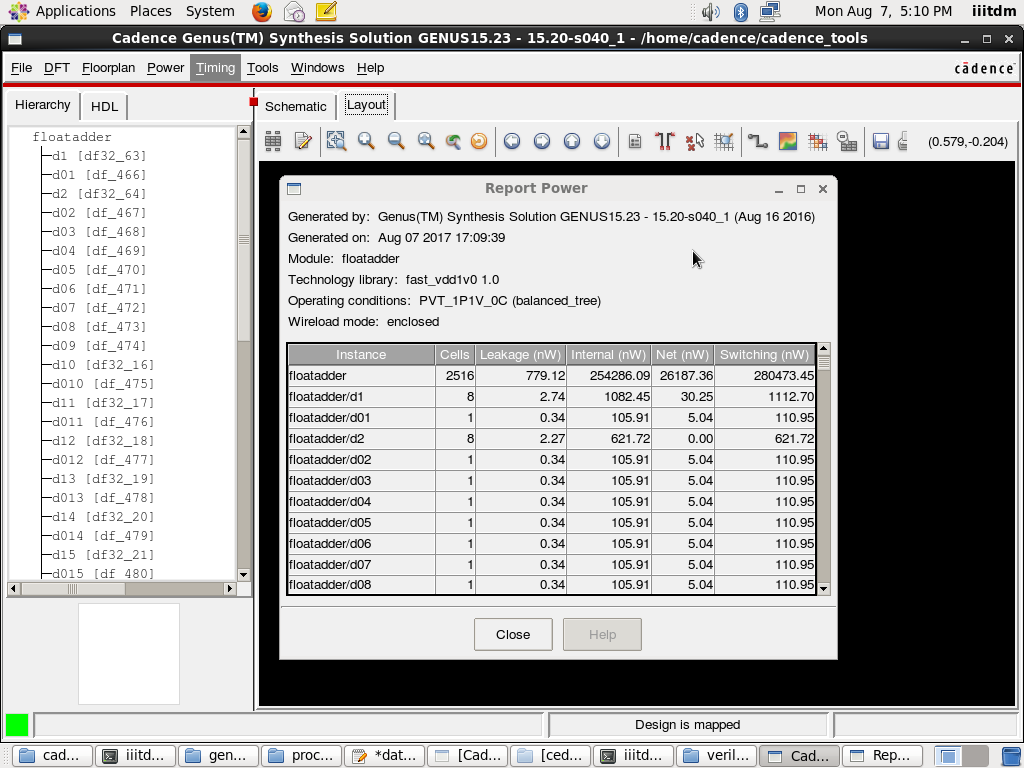 Applications Places System Mon Aug 7, 5:10 PM iiitdm
Cadence Genus(TM) Synthesis Solution GENUS15.23 - 15.20-s040_1 - /home/cadence/cadence_tools
File DFT Floorplan Power Timing Tools Windows Help cādence
Hierarchy HDL
Schematic Layout
(0.579,-0.204)
floatadder
d1 [df32_63]
d01 [df_466]
d2 [df32_64]
d02 [df_467]
d03 [df_468]
d04 [df_469]
d05 [df_470]
d06 [df_471]
d07 [df_472]
d08 [df_473]
d09 [df_474]
d10 [df32_16]
d010 [df_475]
d11 [df32_17]
d011 [df_476]
d12 [df32_18]
d012 [df_477]
d13 [df32_19]
d013 [df_478]
d14 [df32_20]
d014 [df_479]
d15 [df32_21]
d015 [df_480]
Report Power
Generated by: Genus(TM) Synthesis Solution GENUS15.23 - 15.20-s040_1 (Aug 16 2016)
Generated on: Aug 07 2017 17:09:39
Module: floatadder
Technology library: fast_vdd1v0 1.0
Operating conditions: PVT_1P1V_0C (balanced_tree)
Wireload mode: enclosed
Instance Cells Leakage (nW) Internal (nW) Net (nW) Switching (nW)
floatadder 2516 779.12 254286.09 26187.36 280473.45
floatadder/d1 8 2.74 1082.45 30.25 1112.70
floatadder/d01 1 0.34 105.91 5.04 110.95
floatadder/d2 8 2.27 621.72 0.00 621.72
floatadder/d02 1 0.34 105.91 5.04 110.95
floatadder/d03 1 0.34 105.91 5.04 110.95
floatadder/d04 1 0.34 105.91 5.04 110.95
floatadder/d05 1 0.34 105.91 5.04 110.95
floatadder/d06 1 0.34 105.91 5.04 110.95
floatadder/d07 1 0.34 105.91 5.04 110.95
floatadder/d08 1 0.34 105.91 5.04 110.95
Close Help
Design is mapped
cad... iiitd... gen... proc... *dat... [Cad... [ced... iiitd... veril... Cad... Rep...